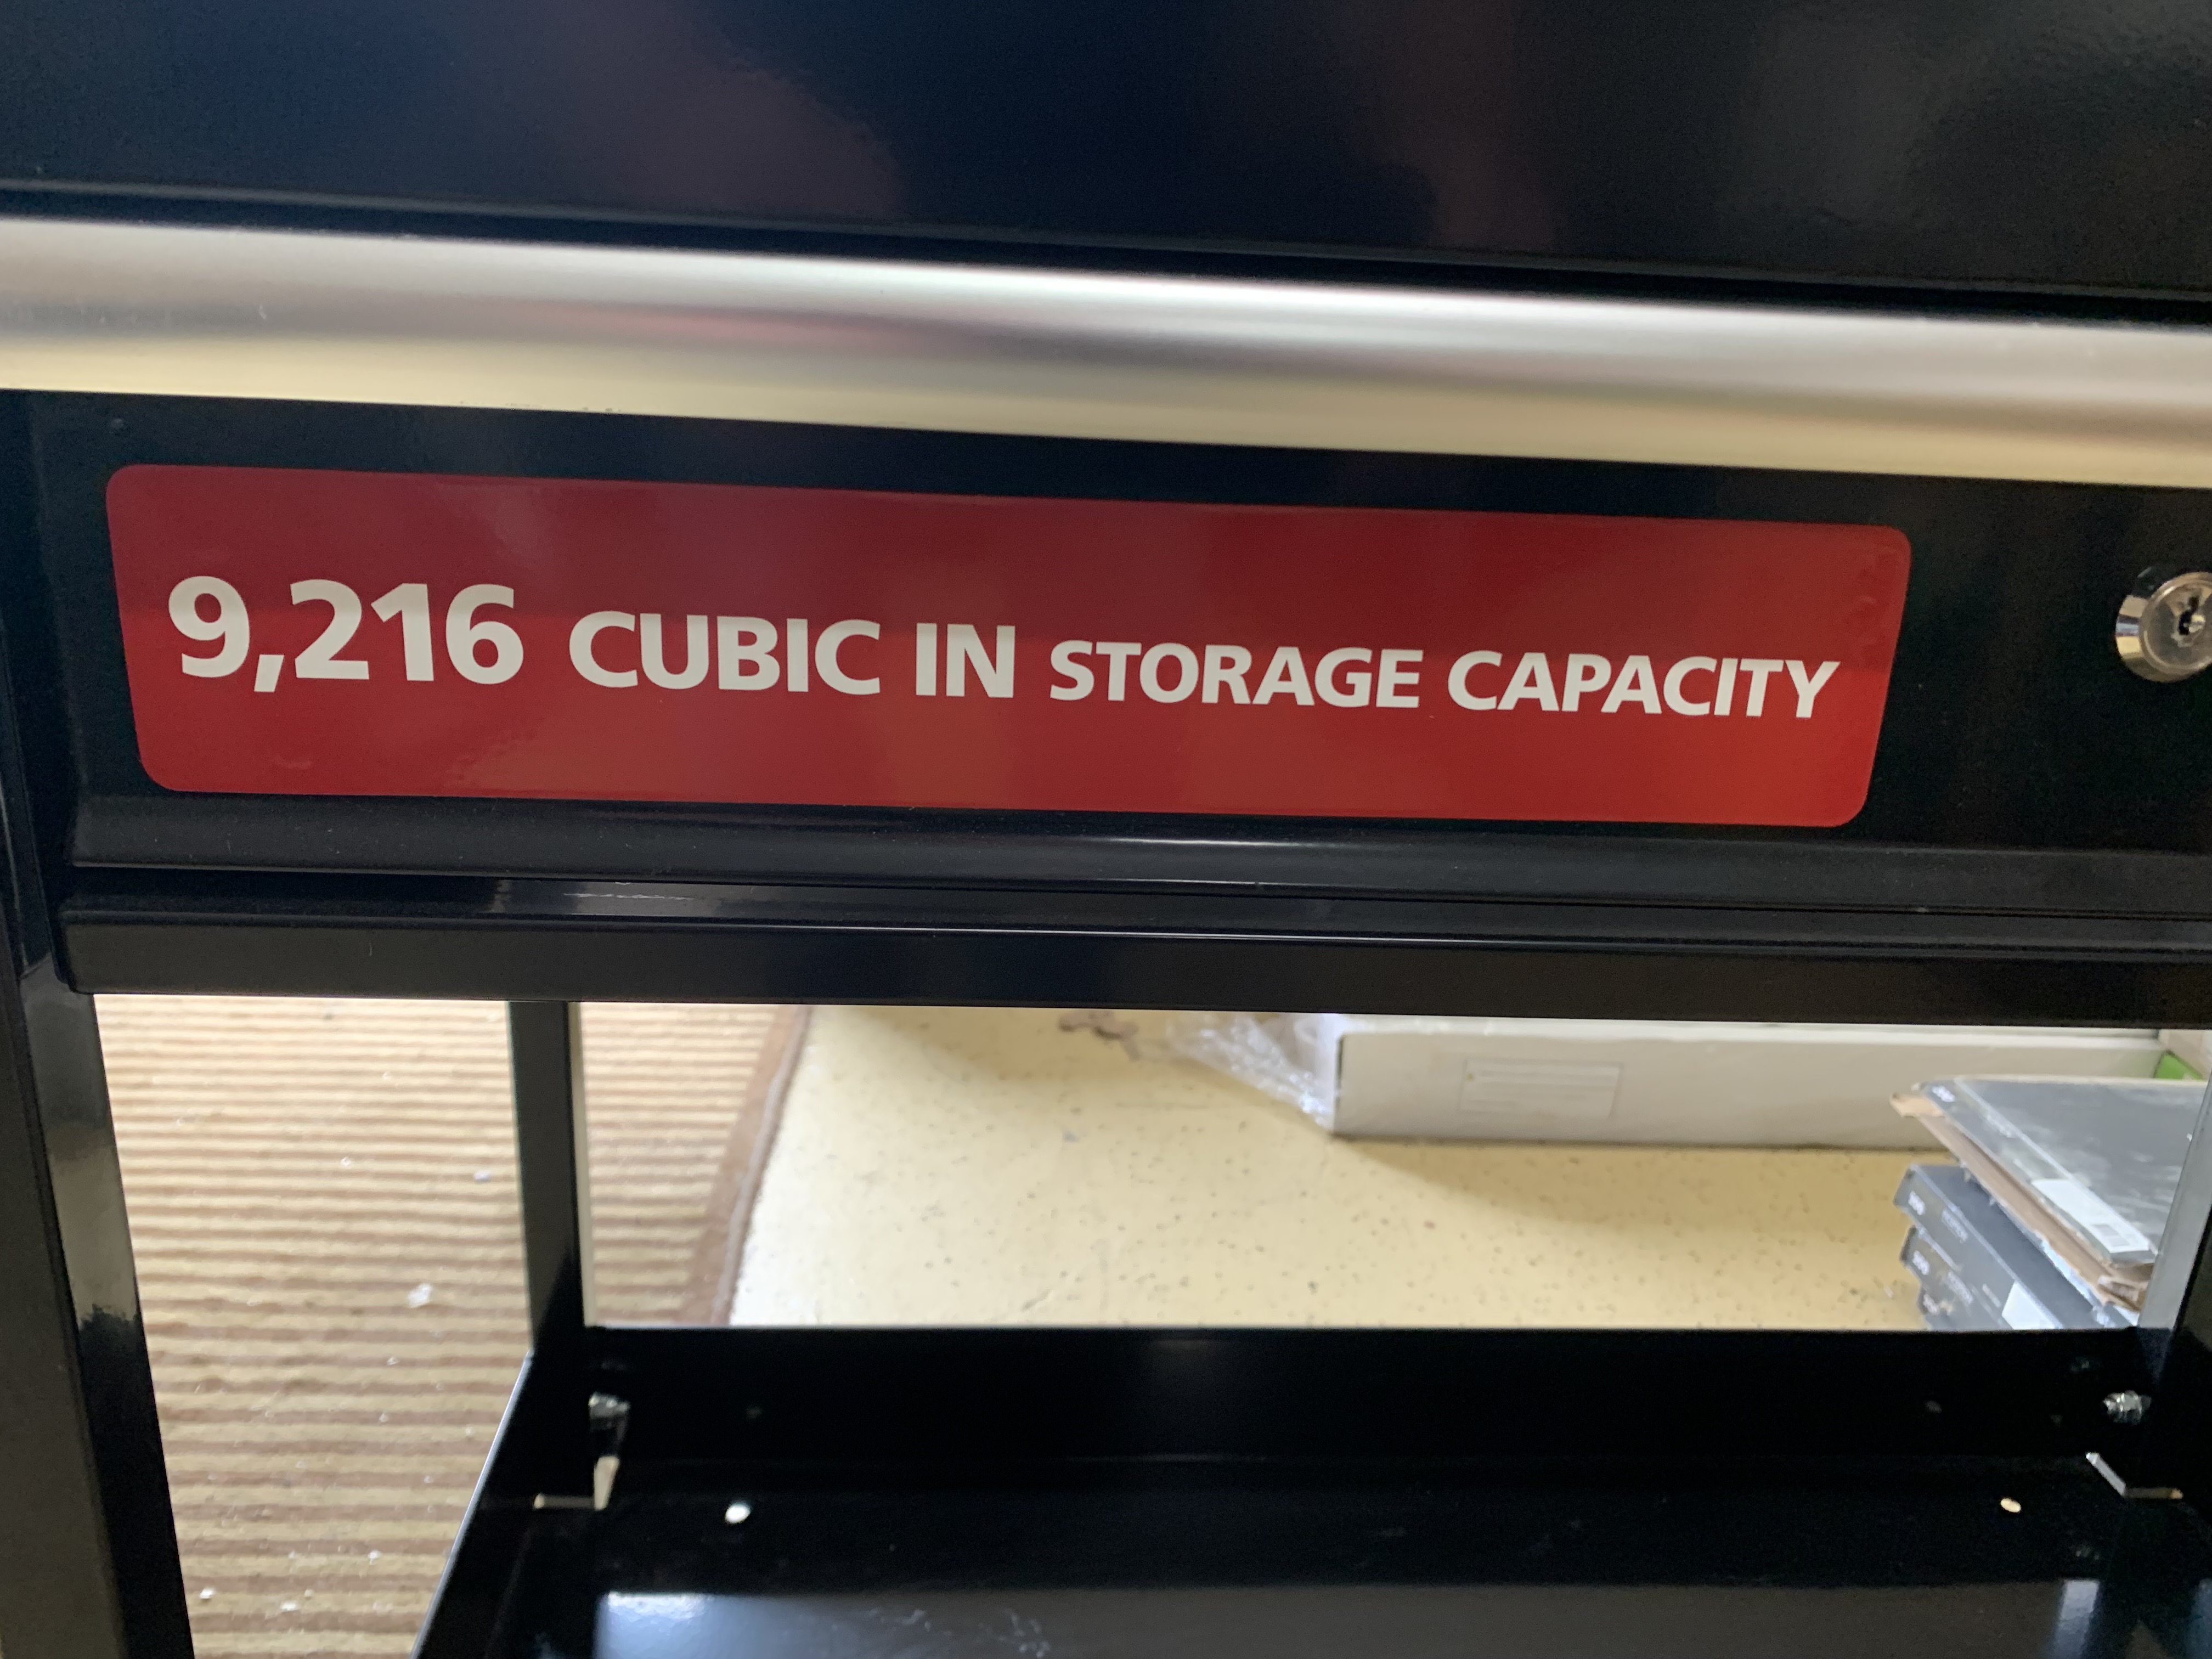 9,216 CUBIC IN STORAGE CAPACITY